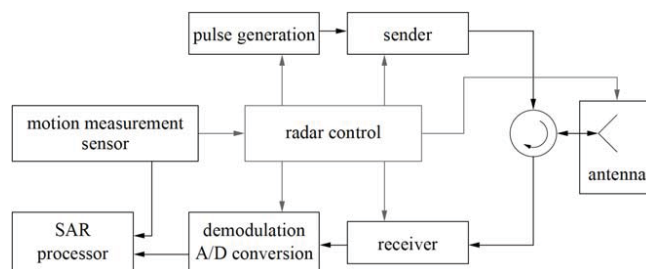 pulse generation
sender
motion measurement
sensor
radar control
antenna
SAR
processor
demodulation
A/D conversion
receiver